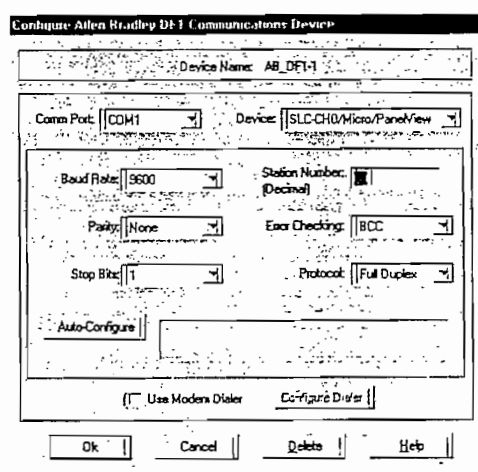 Configure Allen Bradley DF1 Communications Device
Device Name: AB_DF1-1
Comm Port: COM1 Device: SLC-CH0/Micro/PanelView
Baud Rate: 9600 Station Number: (Decimal)
Parity: None Error Checking: BCC
Stop Bits: 1 Protocol: Full Duplex
Auto-Configure
Use Modem Dialer Configure Dialer
Ok Cancel Delete Help